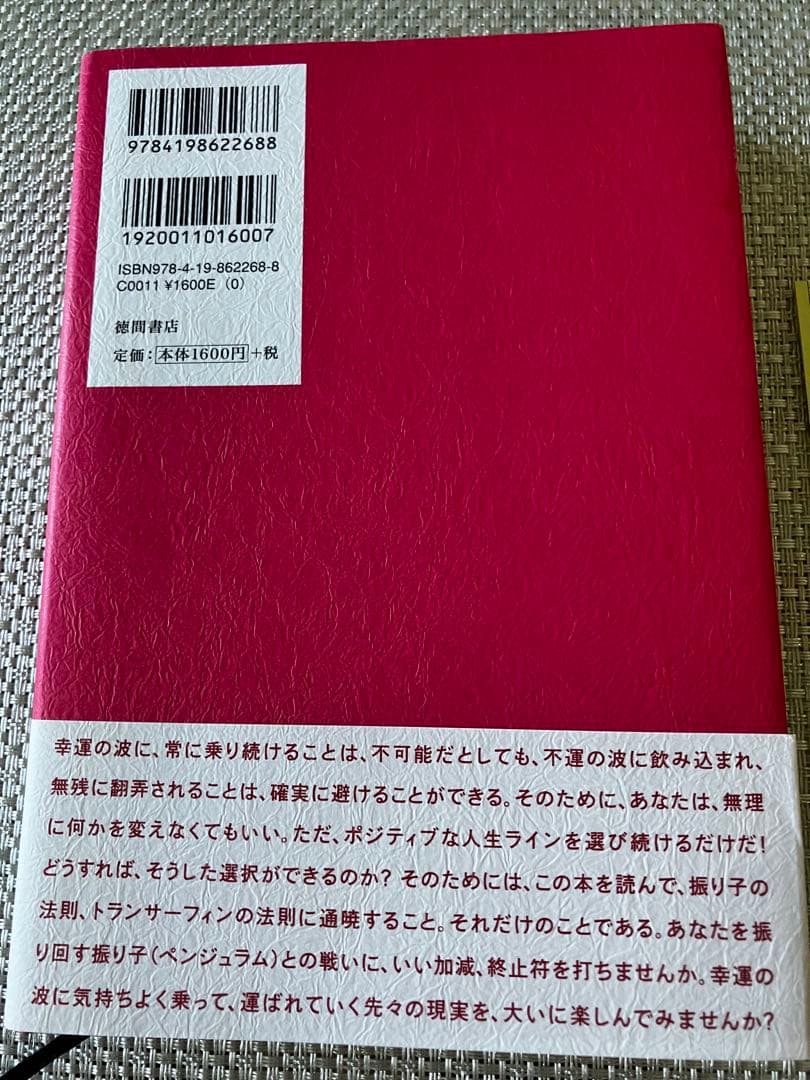 9784198622688
1920011016007
ISBN978-4-19-862268-8
C0011 ¥1600E (0)
徳間書店
定価：本体1600円＋税
幸運の波に、常に乗り続けることは、不可能だとしても、不運の波に飲み込まれ、
無残に翻弄されることは、確実に避けることができる。そのために、あなたは、無理
に何かを変えなくてもいい。ただ、ポジティブな人生ラインを選び続けるだけだ！
どうすれば、そうした選択ができるのか？ そのためには、この本を読んで、振り子の
法則、トランサーフィンの法則に通暁すること。それだけのことである。あなたを振
り回す振り子（ペンジュラム）との戦いに、いい加減、終止符を打ちませんか。幸運の
波に気持ちよく乗って、運ばれていく先々の現実を、大いに楽しんでみませんか？